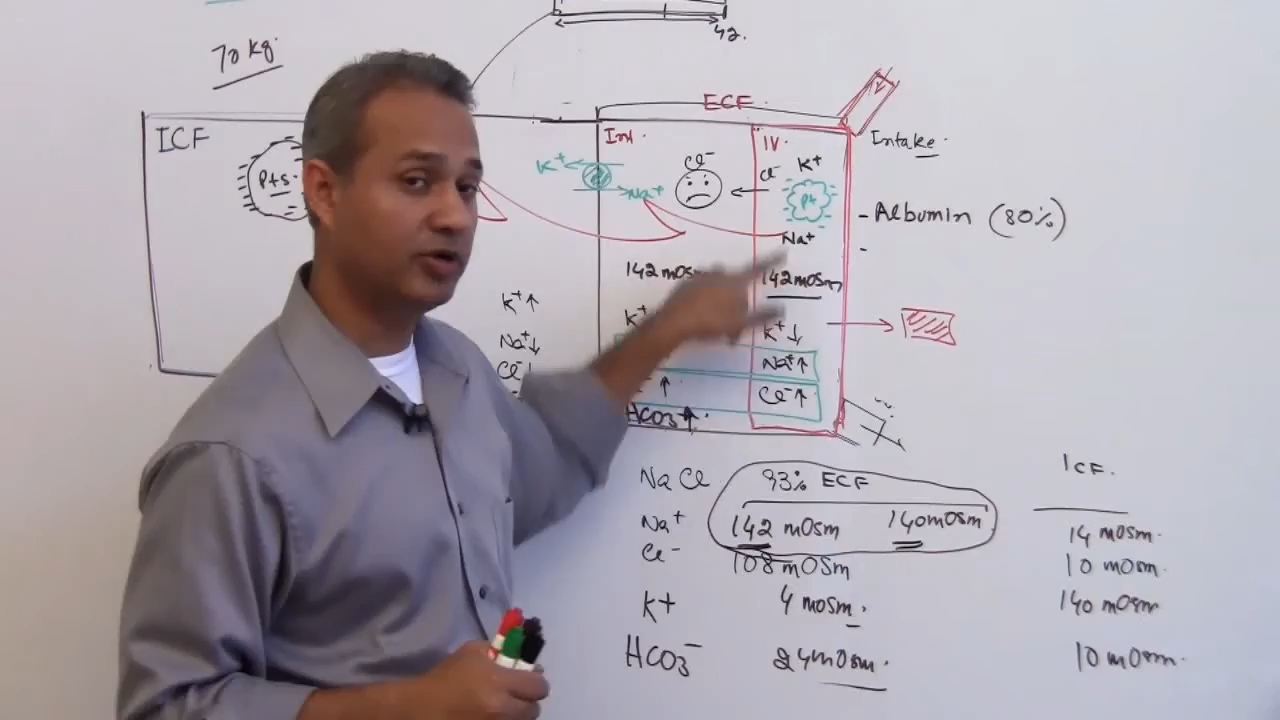 42.
70 kg.
ECF
ICF
Int.
IV.
Intake
Pts.
K+
Na+
Cl-
Cl-
K+
Pt
Na+
- Albumin (80%)
-
142 mOsm
142 mOsm
K+↑
Na+↓
Cl-
K+
K+↓
Na+↑
↑
Cl-↑
HCO3↑.
NaCl 93% ECF ICF.
Na+ 142 mOsm 140 mOsm 14 mOsm.
Cl- 108 mOSm 10 mOsm.
K+ 4 mOsm. 140 mOsm
HCO3- 24 mOsm. 10 mOsm.